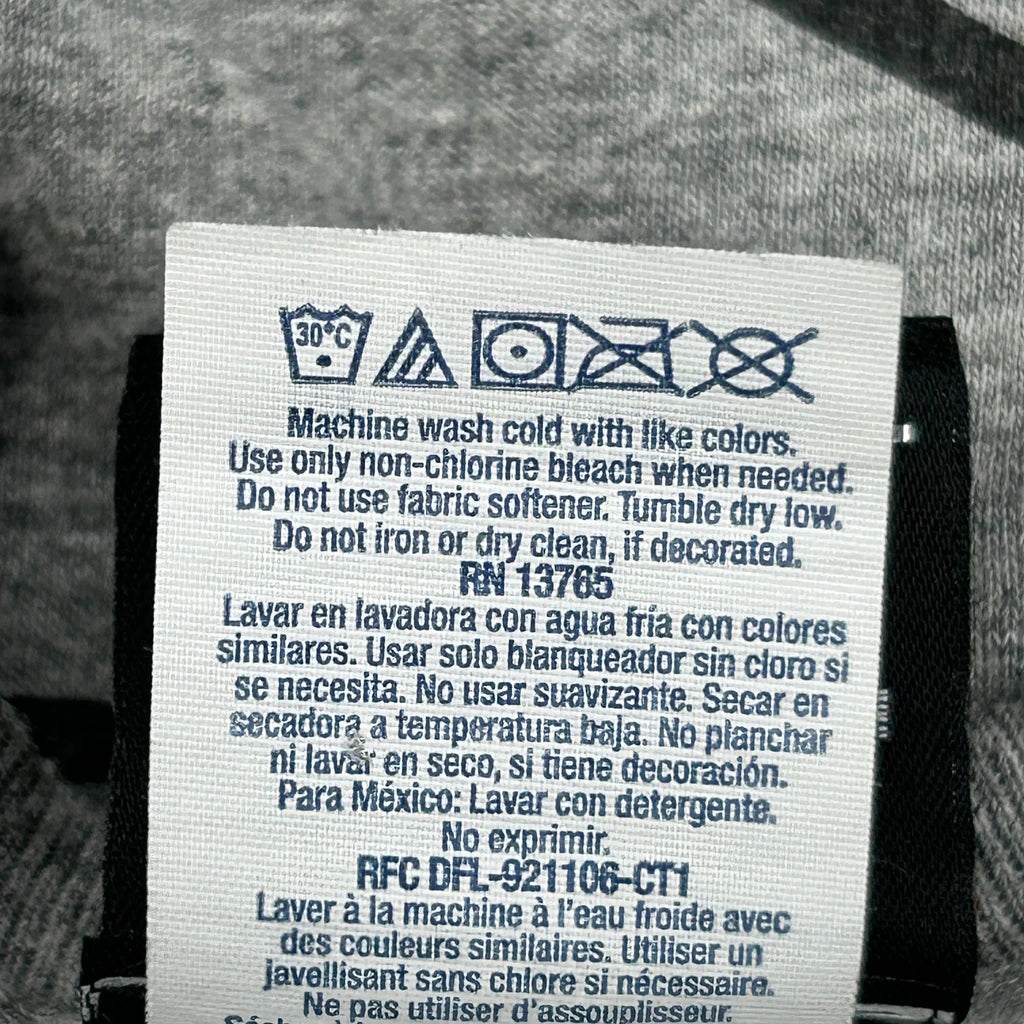 30°C
Machine wash cold with like colors.
Use only non-chlorine bleach when needed.
Do not use fabric softener. Tumble dry low.
Do not iron or dry clean, if decorated.
RN 13765
Lavar en lavadora con agua fría con colores
similares. Usar solo blanqueador sin cloro si
se necesita. No usar suavizante. Secar en
secadora a temperatura baja. No planchar
ni lavar en seco, si tiene decoración.
Para México: Lavar con detergente.
No exprimir.
RFC DFL-921106-CT1
Laver à la machine à l'eau froide avec
des couleurs similaires. Utiliser un
javellisant sans chlore si nécessaire.
Ne pas utiliser d'assouplisseur.